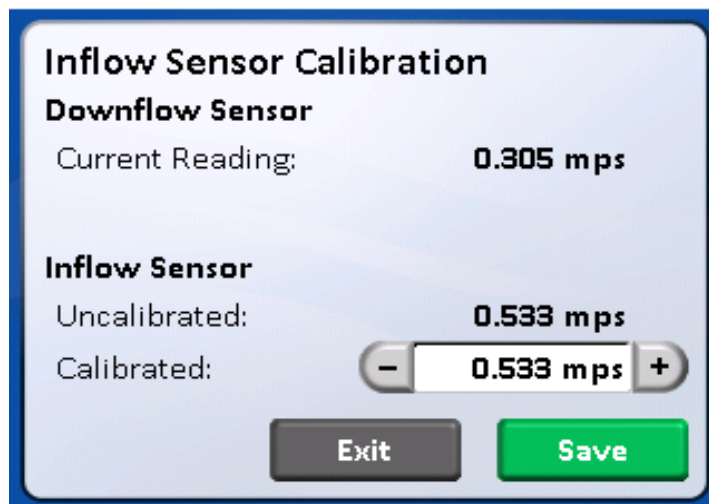 Inflow Sensor Calibration
Downflow Sensor
Current Reading: 0.305 mps
Inflow Sensor
Uncalibrated: 0.533 mps
Calibrated: - 0.533 mps +
Exit Save